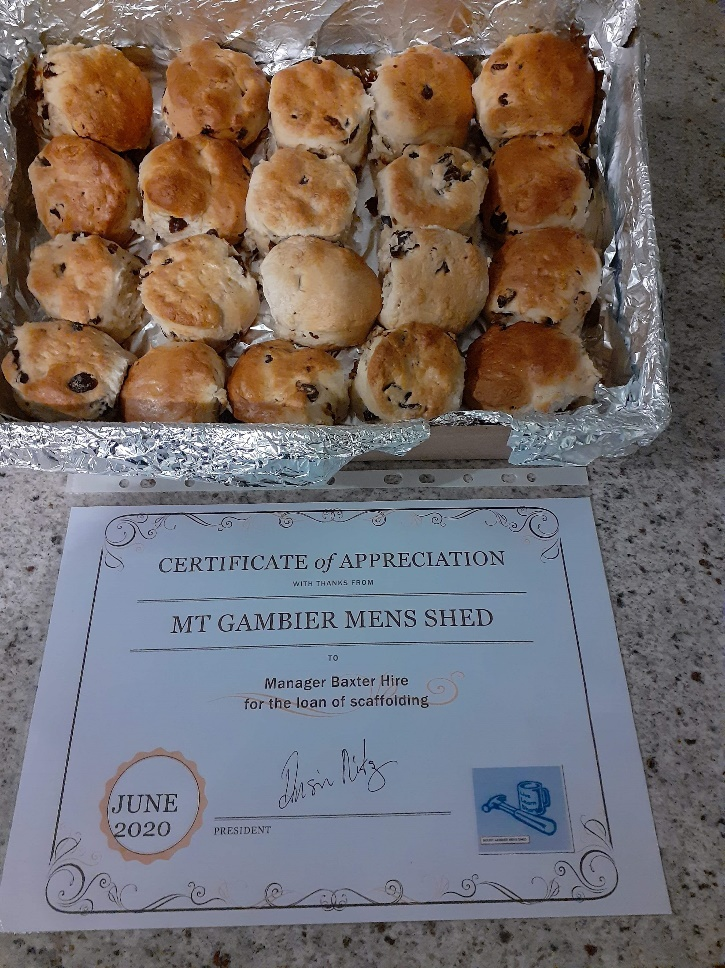 CERTIFICATE of APPRECIATION
WITH THANKS FROM
MT GAMBIER MENS SHED
TO
Manager Baxter Hire
for the loan of scaffolding
JUNE
2020
PRESIDENT